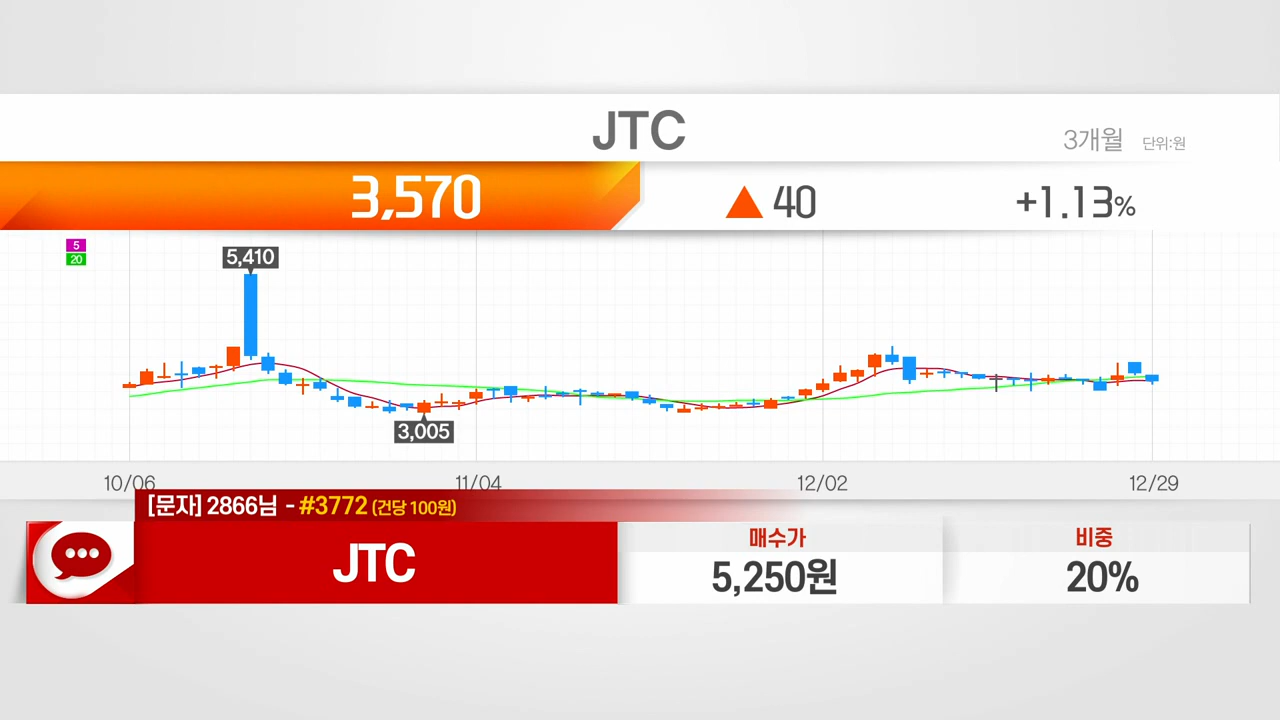 JTC
3개월 단위:원
3,570
▲ 40
+1.13%
5
20
5,410
3,005
10/06
11/04
12/02
12/29
[문자] 2866님 - #3772 (건당 100원)
JTC
매수가
5,250원
비중
20%